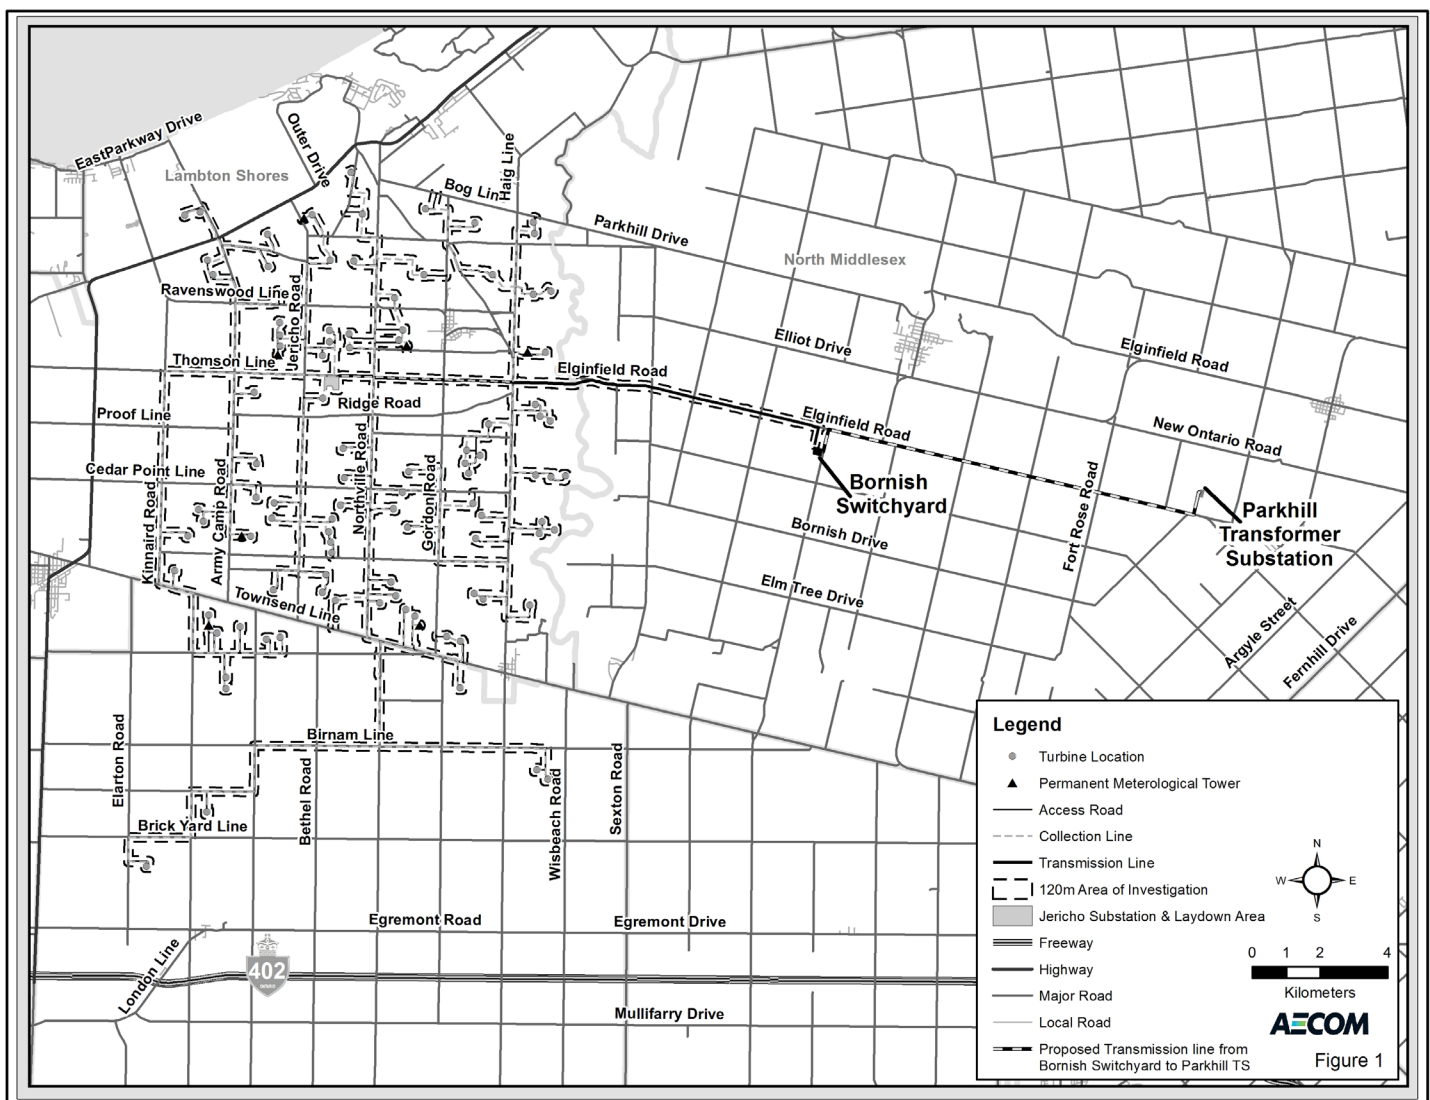 EastParkway Drive
Outer Drive
Lambton Shores
Haig Line
Bog Lin
Parkhill Drive
North Middlesex
Ravenswood Line
Jericho Road
Elliot Drive
Elginfield Road
Thomson Line
Elginfield Road
Ridge Road
Proof Line
Elginfield Road
New Ontario Road
Cedar Point Line
Northville Road
Gordon Road
Army Camp Road
Kinnaird Road
Bornish
Switchyard
Fort Rose Road
Parkhill
Transformer
Substation
Bornish Drive
Elm Tree Drive
Townsend Line
Argyle Street
Fernhill Drive
Birnam Line
Elarton Road
Bethel Road
Wisbeach Road
Sexton Road
Brick Yard Line
Egremont Road
Egremont Drive
London Line
402
Mullifarry Drive
Legend
Turbine Location
Permanent Meterological Tower
Access Road
Collection Line
Transmission Line
120m Area of Investigation
Jericho Substation & Laydown Area
Freeway
Highway
Major Road
Local Road
Proposed Transmission line from
Bornish Switchyard to Parkhill TS
N
W E
S
0 1 2 4
Kilometers
AECOM
Figure 1